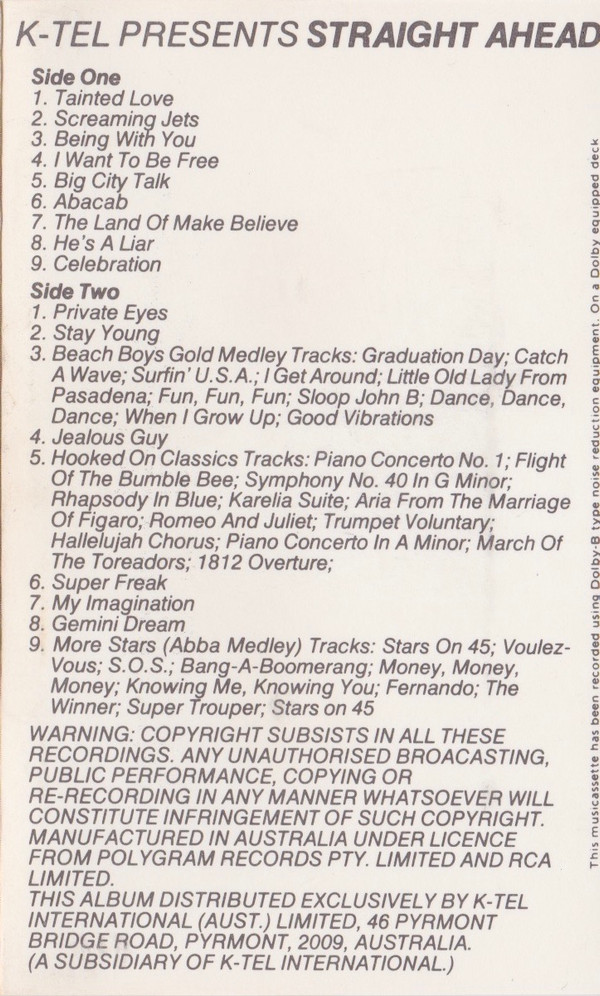 K-TEL PRESENTS STRAIGHT AHEAD
Side One
1. Tainted Love
2. Screaming Jets
3. Being With You
4. I Want To Be Free
5. Big City Talk
6. Abacab
7. The Land Of Make Believe
8. He's A Liar
9. Celebration
Side Two
1. Private Eyes
2. Stay Young
3. Beach Boys Gold Medley Tracks: Graduation Day; Catch
A Wave; Surfin' U.S.A.; I Get Around; Little Old Lady From
Pasadena; Fun, Fun, Fun; Sloop John B; Dance, Dance,
Dance; When I Grow Up; Good Vibrations
4. Jealous Guy
5. Hooked On Classics Tracks: Piano Concerto No. 1; Flight
Of The Bumble Bee; Symphony No. 40 In G Minor;
Rhapsody In Blue; Karelia Suite; Aria From The Marriage
Of Figaro; Romeo And Juliet; Trumpet Voluntary;
Hallelujah Chorus; Piano Concerto In A Minor; March Of
The Toreadors; 1812 Overture;
6. Super Freak
7. My Imagination
8. Gemini Dream
9. More Stars (Abba Medley) Tracks: Stars On 45; Voulez-
Vous; S.O.S.; Bang-A-Boomerang; Money, Money,
Money; Knowing Me, Knowing You; Fernando; The
Winner; Super Trouper; Stars on 45
WARNING: COPYRIGHT SUBSISTS IN ALL THESE
RECORDINGS. ANY UNAUTHORISED BROACASTING,
PUBLIC PERFORMANCE, COPYING OR
RE-RECORDING IN ANY MANNER WHATSOEVER WILL
CONSTITUTE INFRINGEMENT OF SUCH COPYRIGHT.
MANUFACTURED IN AUSTRALIA UNDER LICENCE
FROM POLYGRAM RECORDS PTY. LIMITED AND RCA
LIMITED.
THIS ALBUM DISTRIBUTED EXCLUSIVELY BY K-TEL
INTERNATIONAL (AUST.) LIMITED, 46 PYRMONT
BRIDGE ROAD, PYRMONT, 2009, AUSTRALIA.
(A SUBSIDIARY OF K-TEL INTERNATIONAL.)
This musicassette has been recorded using Dolby-B type noise reduction equipment. On a Dolby equipped deck